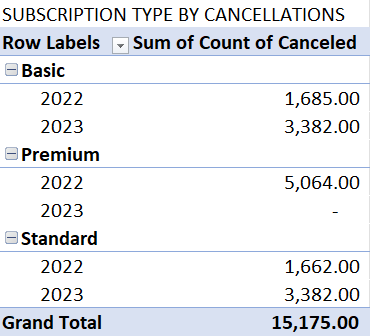 SUBSCRIPTION TYPE BY CANCELLATIONS
Row Labels Sum of Count of Canceled
Basic
2022 1,685.00
2023 3,382.00
Premium
2022 5,064.00
2023 -
Standard
2022 1,662.00
2023 3,382.00
Grand Total 15,175.00